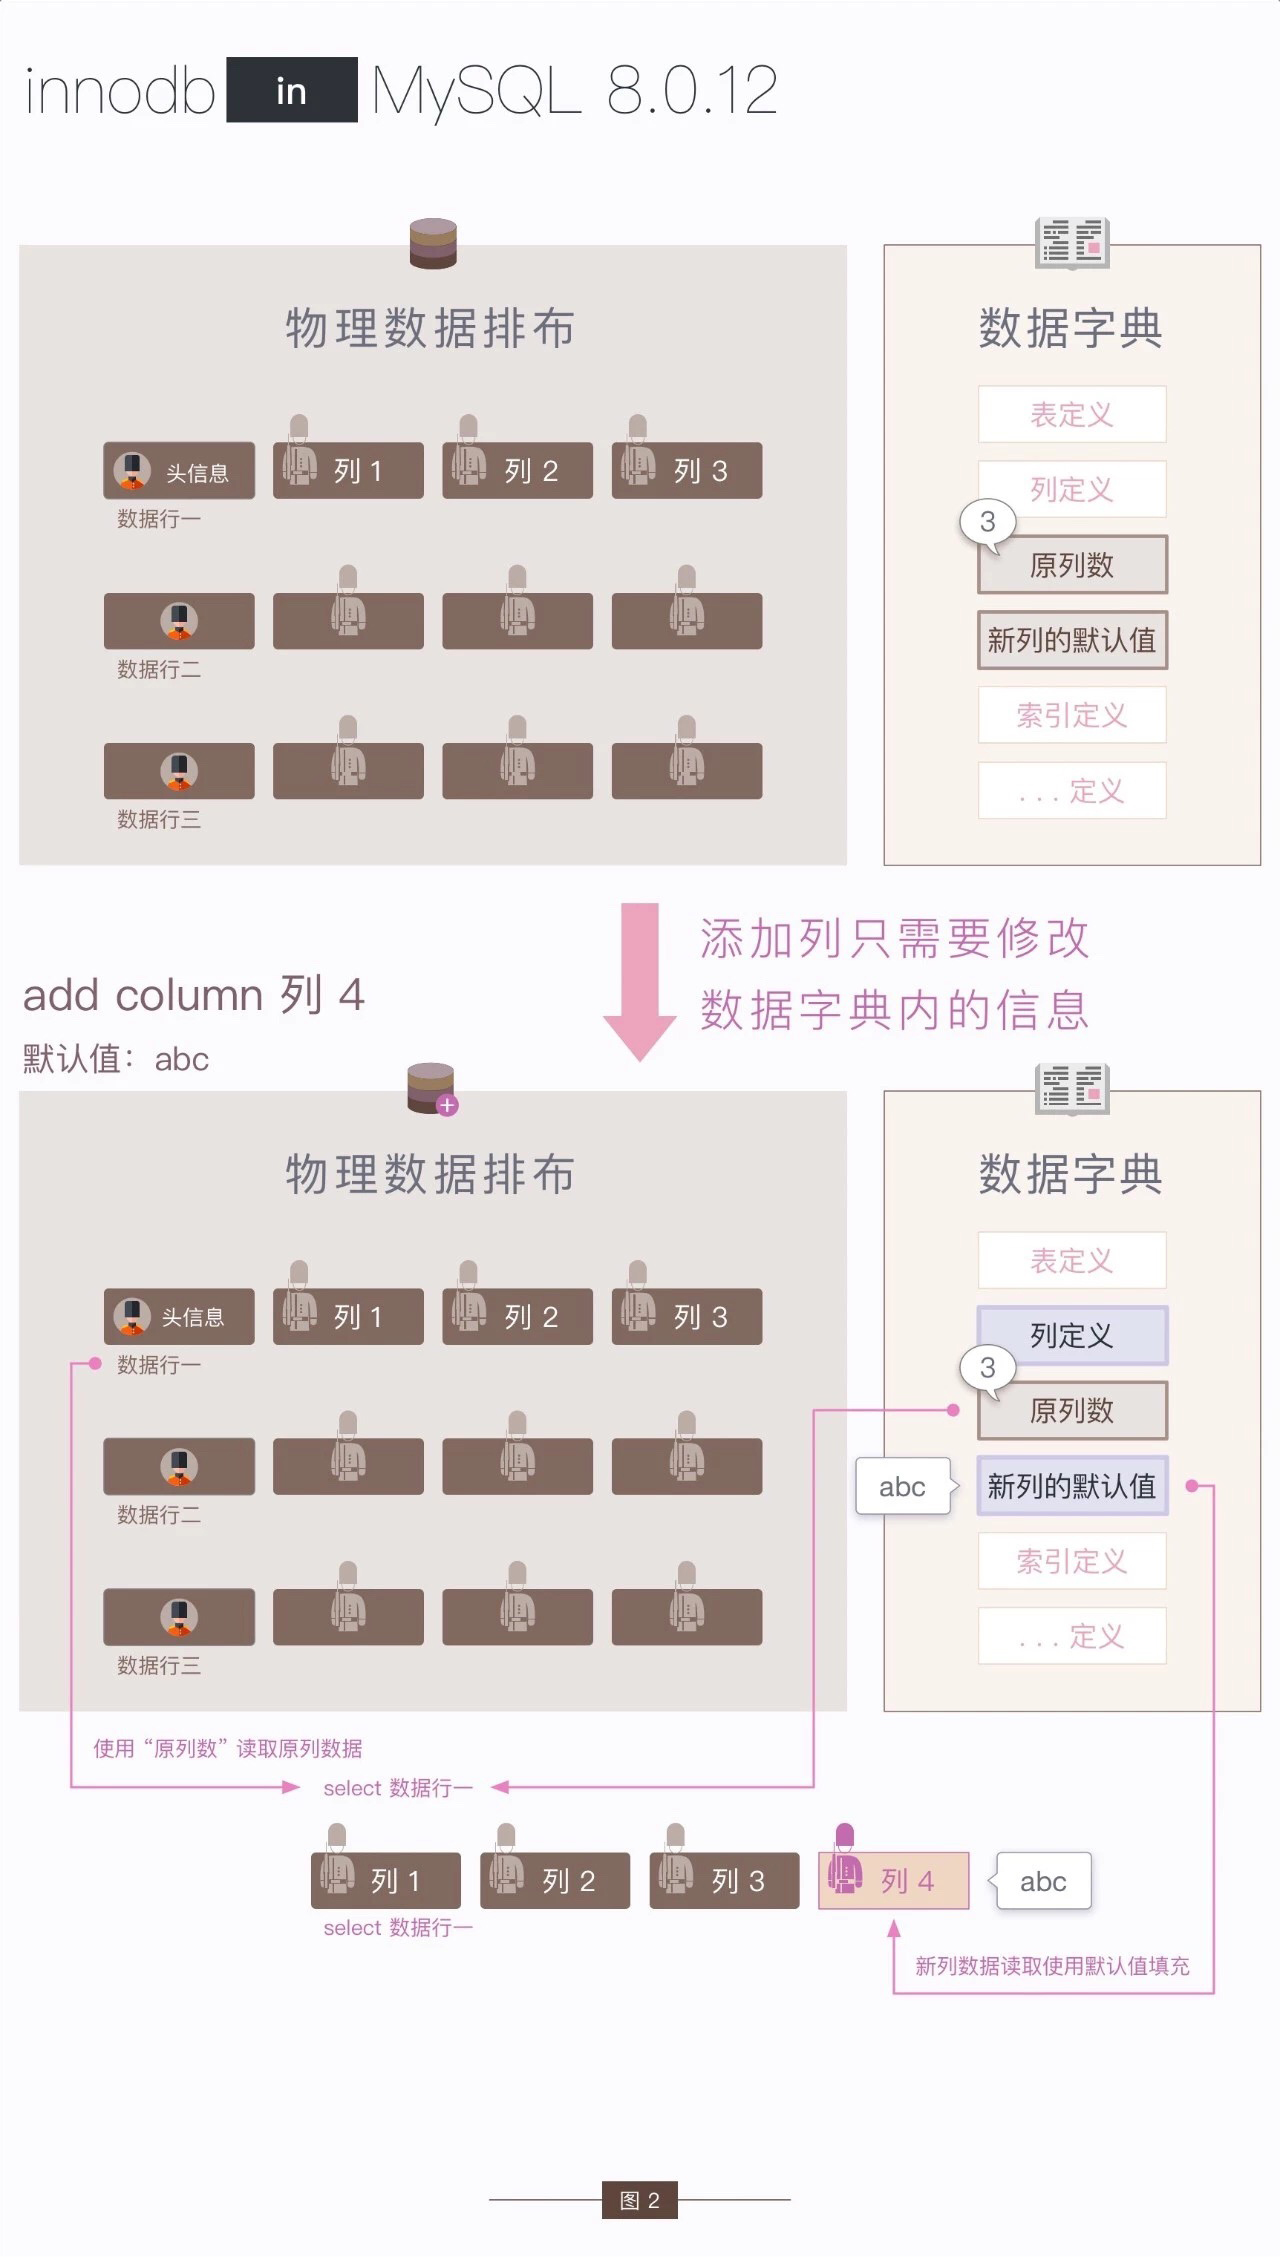 innodb in MySQL 8.0.12
物理数据排布
头信息 列 1 列 2 列 3
数据行一
数据行二
数据行三
数据字典
表定义
列定义
3
原列数
新列的默认值
索引定义
...定义
添加列只需要修改
数据字典内的信息
add column 列 4
默认值：abc
物理数据排布
头信息 列 1 列 2 列 3
数据行一
数据行二
数据行三
数据字典
表定义
列定义
3
原列数
abc
新列的默认值
索引定义
...定义
使用“原列数”读取原列数据
select 数据行一
列 1 列 2 列 3 列 4 abc
select 数据行一
新列数据读取使用默认值填充
图 2